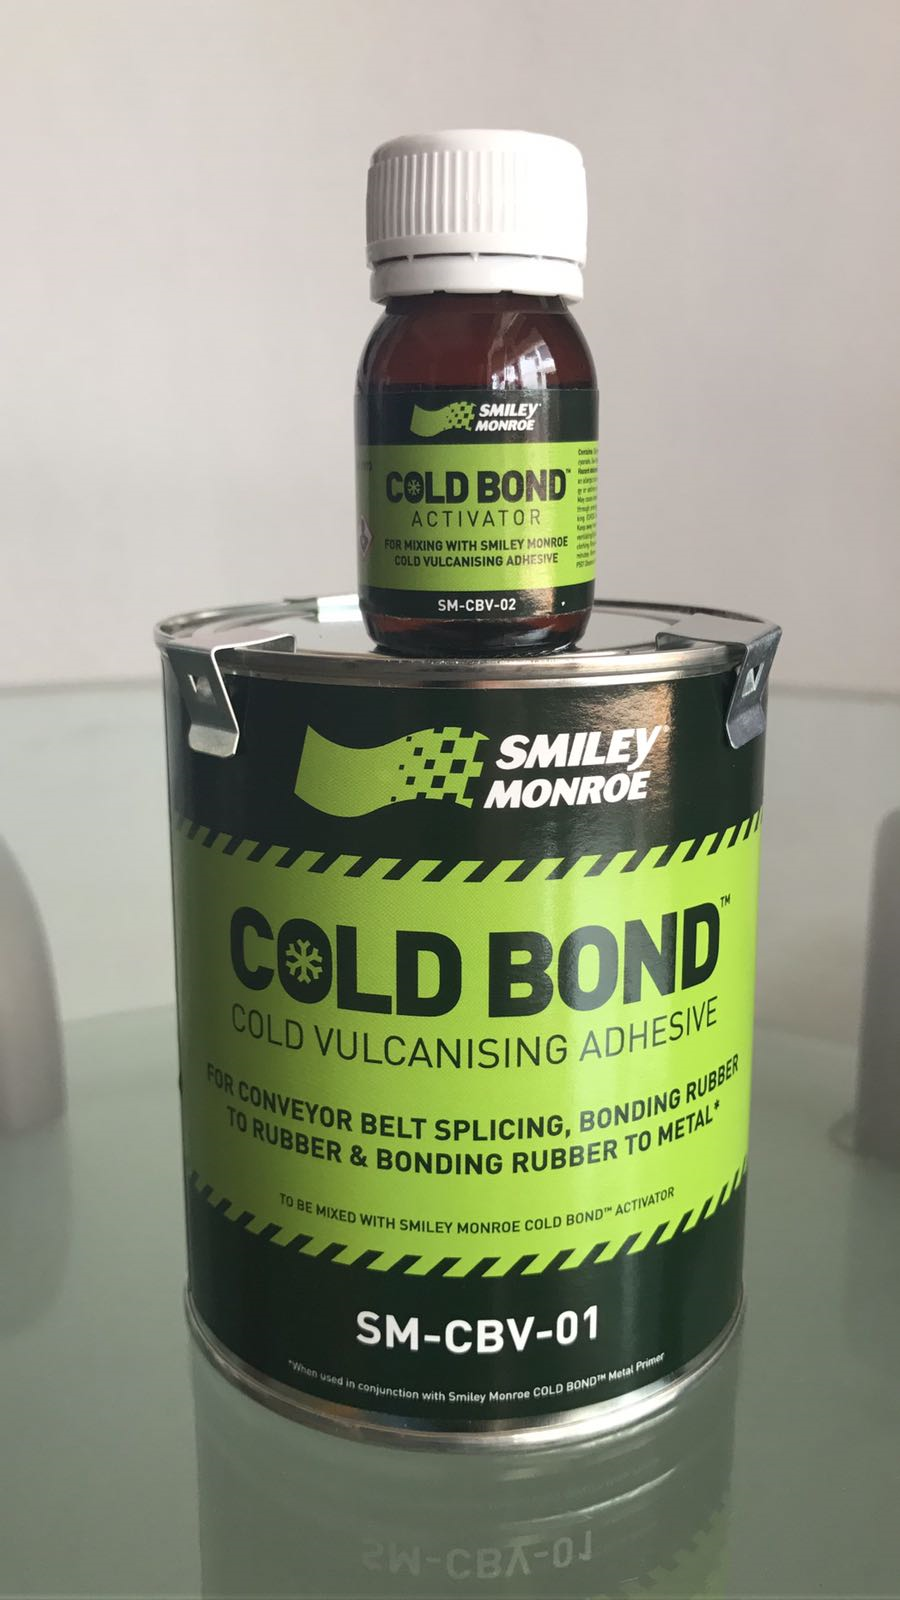 SMILEY
MONROE
COLD BOND™
ACTIVATOR
FOR MIXING WITH SMILEY MONROE
COLD VULCANISING ADHESIVE
SM-CBV-02
SMILEY
MONROE
COLD BOND™
COLD VULCANISING ADHESIVE
FOR CONVEYOR BELT SPLICING, BONDING RUBBER
TO RUBBER & BONDING RUBBER TO METAL*
TO BE MIXED WITH SMILEY MONROE COLD BOND™ ACTIVATOR
SM-CBV-01
*When used in conjunction with Smiley Monroe COLD BOND™ Metal Primer